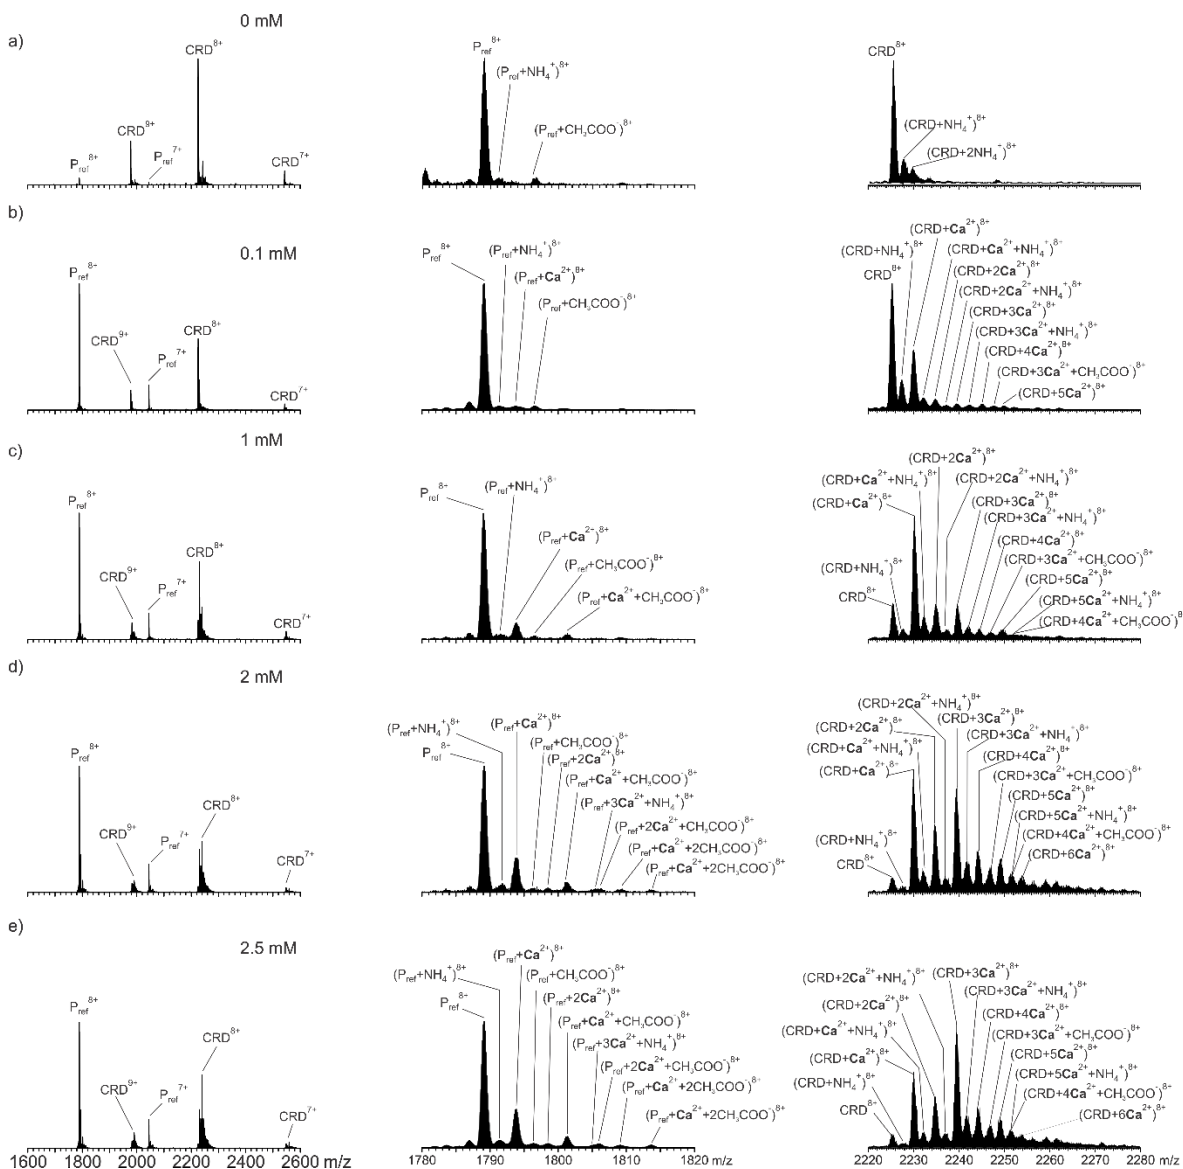 0 mM
a)
P_ref^8+
CRD^9+
P_ref^7+
CRD^8+
CRD^7+
P_ref^8+
(P_ref+NH₄⁺)^8+
(P_ref+CH₃COO⁻)^8+
CRD^8+
(CRD+NH₄⁺)^8+
(CRD+2NH₄⁺)^8+
b)
0.1 mM
P_ref^8+
CRD^9+
P_ref^7+
CRD^8+
CRD^7+
P_ref^8+
(P_ref+NH₄⁺)^8+
(P_ref+Ca²⁺)^8+
(P_ref+CH₃COO⁻)^8+
(CRD+Ca²⁺)^8+
(CRD+NH₄⁺)^8+
(CRD+Ca²⁺+NH₄⁺)^8+
CRD^8+
(CRD+2Ca²⁺)^8+
(CRD+2Ca²⁺+NH₄⁺)^8+
(CRD+3Ca²⁺)^8+
(CRD+3Ca²⁺+NH₄⁺)^8+
(CRD+4Ca²⁺)^8+
(CRD+3Ca²⁺+CH₃COO⁻)^8+
(CRD+5Ca²⁺)^8+
1 mM
c)
P_ref^8+
CRD^9+
P_ref^7+
CRD^8+
CRD^7+
P_ref^8+
(P_ref+NH₄⁺)^8+
(P_ref+Ca²⁺)^8+
(P_ref+CH₃COO⁻)^8+
(P_ref+Ca²⁺+CH₃COO⁻)^8+
(CRD+2Ca²⁺)^8+
(CRD+Ca²⁺+NH₄⁺)^8+
(CRD+2Ca²⁺+NH₄⁺)^8+
(CRD+Ca²⁺)^8+
(CRD+3Ca²⁺)^8+
(CRD+3Ca²⁺+NH₄⁺)^8+
(CRD+4Ca²⁺)^8+
(CRD+3Ca²⁺+CH₃COO⁻)^8+
(CRD+NH₄⁺)^8+
(CRD+5Ca²⁺)^8+
CRD^8+
(CRD+5Ca²⁺+NH₄⁺)^8+
(CRD+4Ca²⁺+CH₃COO⁻)^8
d)
2 mM
P_ref^8+
CRD^9+
P_ref^7+
CRD^8+
CRD^7+
(P_ref+NH₄⁺)^8+
(P_ref+Ca²⁺)^8+
P_ref^8+
(P_ref+CH₃COO⁻)^8+
(P_ref+2Ca²⁺)^8+
(P_ref+Ca²⁺+CH₃COO⁻)^8+
(P_ref+3Ca²⁺+NH₄⁺)^8+
(P_ref+2Ca²⁺+CH₃COO⁻)^8+
(P_ref+Ca²⁺+2CH₃COO⁻)^8+
(P_ref+Ca²⁺+2CH₃COO⁻)^8+
(CRD+2Ca²⁺+NH₄⁺)^8+
(CRD+3Ca²⁺)^8+
(CRD+2Ca²⁺)^8+
(CRD+3Ca²⁺+NH₄⁺)^8+
(CRD+Ca²⁺+NH₄⁺)^8+
(CRD+4Ca²⁺)^8+
(CRD+Ca²⁺)^8+
(CRD+3Ca²⁺+CH₃COO⁻)^8+
(CRD+5Ca²⁺)^8+
(CRD+5Ca²⁺+NH₄⁺)^8+
(CRD+NH₄⁺)^8+
(CRD+4Ca²⁺+CH₃COO⁻)^8+
CRD^8+
(CRD+6Ca²⁺)^8+
e)
2.5 mM
P_ref^8+
CRD^9+
P_ref^7+
CRD^8+
CRD^7+
(P_ref+Ca²⁺)^8+
(P_ref+NH₄⁺)^8+
(P_ref+CH₃COO⁻)^8+
P_ref^8+
(P_ref+2Ca²⁺)^8+
(P_ref+Ca²⁺+CH₃COO⁻)^8+
(P_ref+3Ca²⁺+NH₄⁺)^8+
(P_ref+2Ca²⁺+CH₃COO⁻)^8+
(P_ref+Ca²⁺+2CH₃COO⁻)^8+
(P_ref+Ca²⁺+2CH₃COO⁻)^8+
(CRD+3Ca²⁺)^8+
(CRD+2Ca²⁺+NH₄⁺)^8+
(CRD+3Ca²⁺+NH₄⁺)^8+
(CRD+2Ca²⁺)^8+
(CRD+4Ca²⁺)^8+
(CRD+Ca²⁺+NH₄⁺)^8+
(CRD+3Ca²⁺+CH₃COO⁻)^8+
(CRD+Ca²⁺)^8+
(CRD+5Ca²⁺)^8+
(CRD+5Ca²⁺+NH₄⁺)^8+
(CRD+NH₄⁺)^8+
(CRD+4Ca²⁺+CH₃COO⁻)^8+
CRD^8+
(CRD+6Ca²⁺)^8+
1600 1800 2000 2200 2400 2600 m/z
1780 1790 1800 1810 1820 m/z
2220 2230 2240 2250 2260 2270 m/z 2280